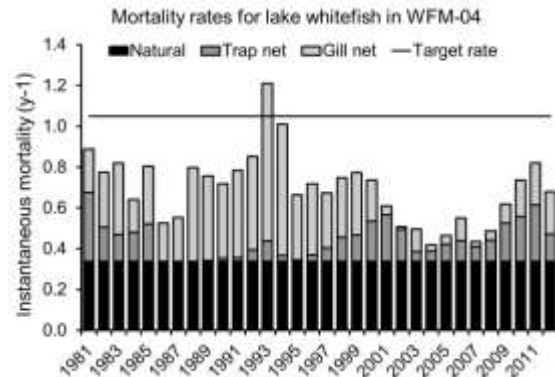 Mortality rates for lake whitefish in WFM-04
Natural Trap net Gill net Target rate
Instantaneous mortality (y-1)
1.4
1.2
1.0
0.8
0.6
0.4
0.2
0.0
1981 1983 1985 1987 1989 1991 1993 1995 1997 1999 2001 2003 2005 2007 2009 2011